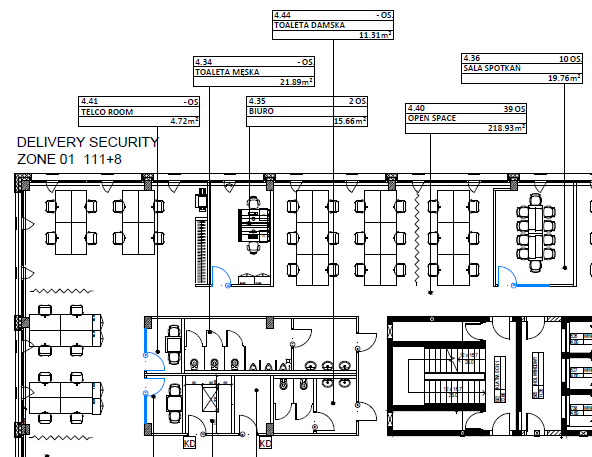 4.44 - OS.
TOALETA DAMSKA
11.31m²
4.34 - OS.
TOALETA MĘSKA
21.89m²
4.36 10 OS.
SALA SPOTKAŃ
19.76m²
4.41 - OS.
TELCO ROOM
4.72m²
4.35 2 OS.
BIURO
15.66m²
4.40 39 OS.
OPEN SPACE
218.93m²
DELIVERY SECURITY
ZONE 01 111+8
KD
KD